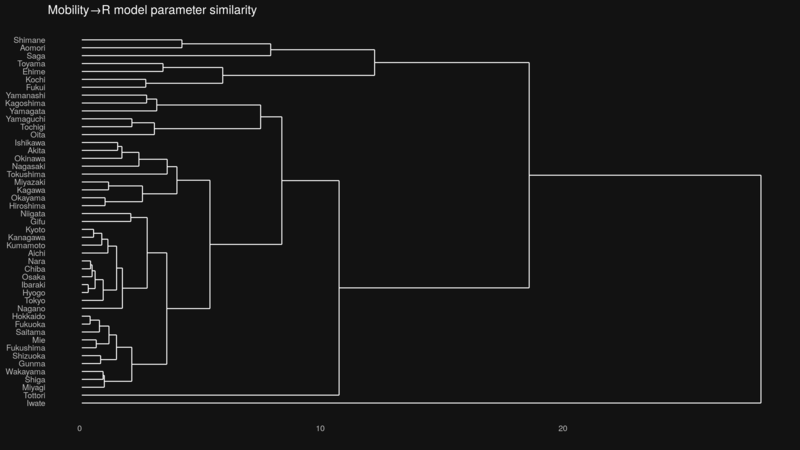 Mobility→R model parameter similarity
Shimane
Aomori
Saga
Toyama
Ehime
Kochi
Fukui
Yamanashi
Kagoshima
Yamagata
Yamaguchi
Tochigi
Oita
Ishikawa
Akita
Okinawa
Nagasaki
Tokushima
Miyazaki
Kagawa
Okayama
Hiroshima
Niigata
Gifu
Kyoto
Kanagawa
Kumamoto
Aichi
Nara
Chiba
Osaka
Ibaraki
Hyogo
Tokyo
Nagano
Hokkaido
Fukuoka
Saitama
Mie
Fukushima
Shizuoka
Gunma
Wakayama
Shiga
Miyagi
Tottori
Iwate
0 10 20